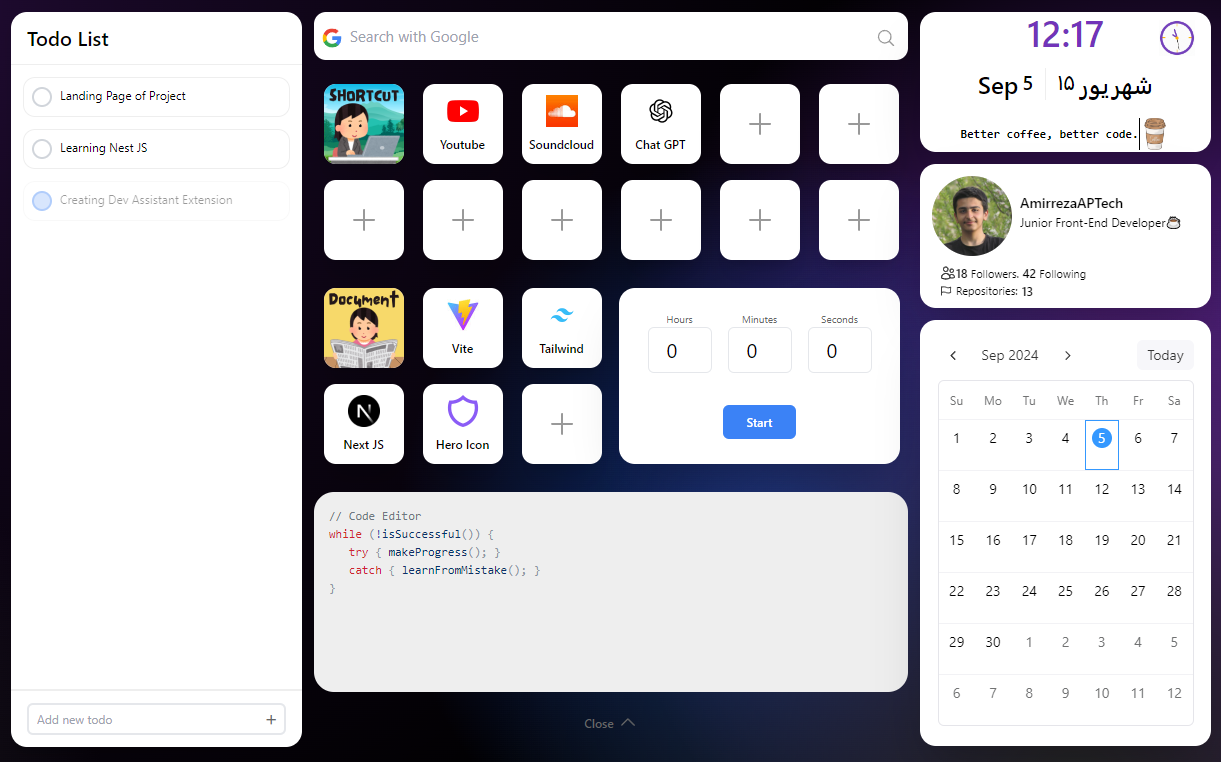 Todo List
Landing Page of Project
Learning Nest JS
Creating Dev Assistant Extension
Add new todo
Search with Google
SHORTCUT
Youtube
Soundcloud
Chat GPT
Document
Vite
Tailwind
Next JS
Hero Icon
Hours Minutes Seconds
0 0 0
Start
// Code Editor
while (!isSuccessful()) {
try { makeProgress(); }
catch { learnFromMistake(); }
}
Close
12:17
Sep 5
۱۵ شهریور
Better coffee, better code.
AmirrezaAPTech
Junior Front-End Developer
18 Followers. 42 Following
Repositories: 13
Sep 2024
Today
Su Mo Tu We Th Fr Sa
1 2 3 4 5 6 7
8 9 10 11 12 13 14
15 16 17 18 19 20 21
22 23 24 25 26 27 28
29 30 1 2 3 4 5
6 7 8 9 10 11 12